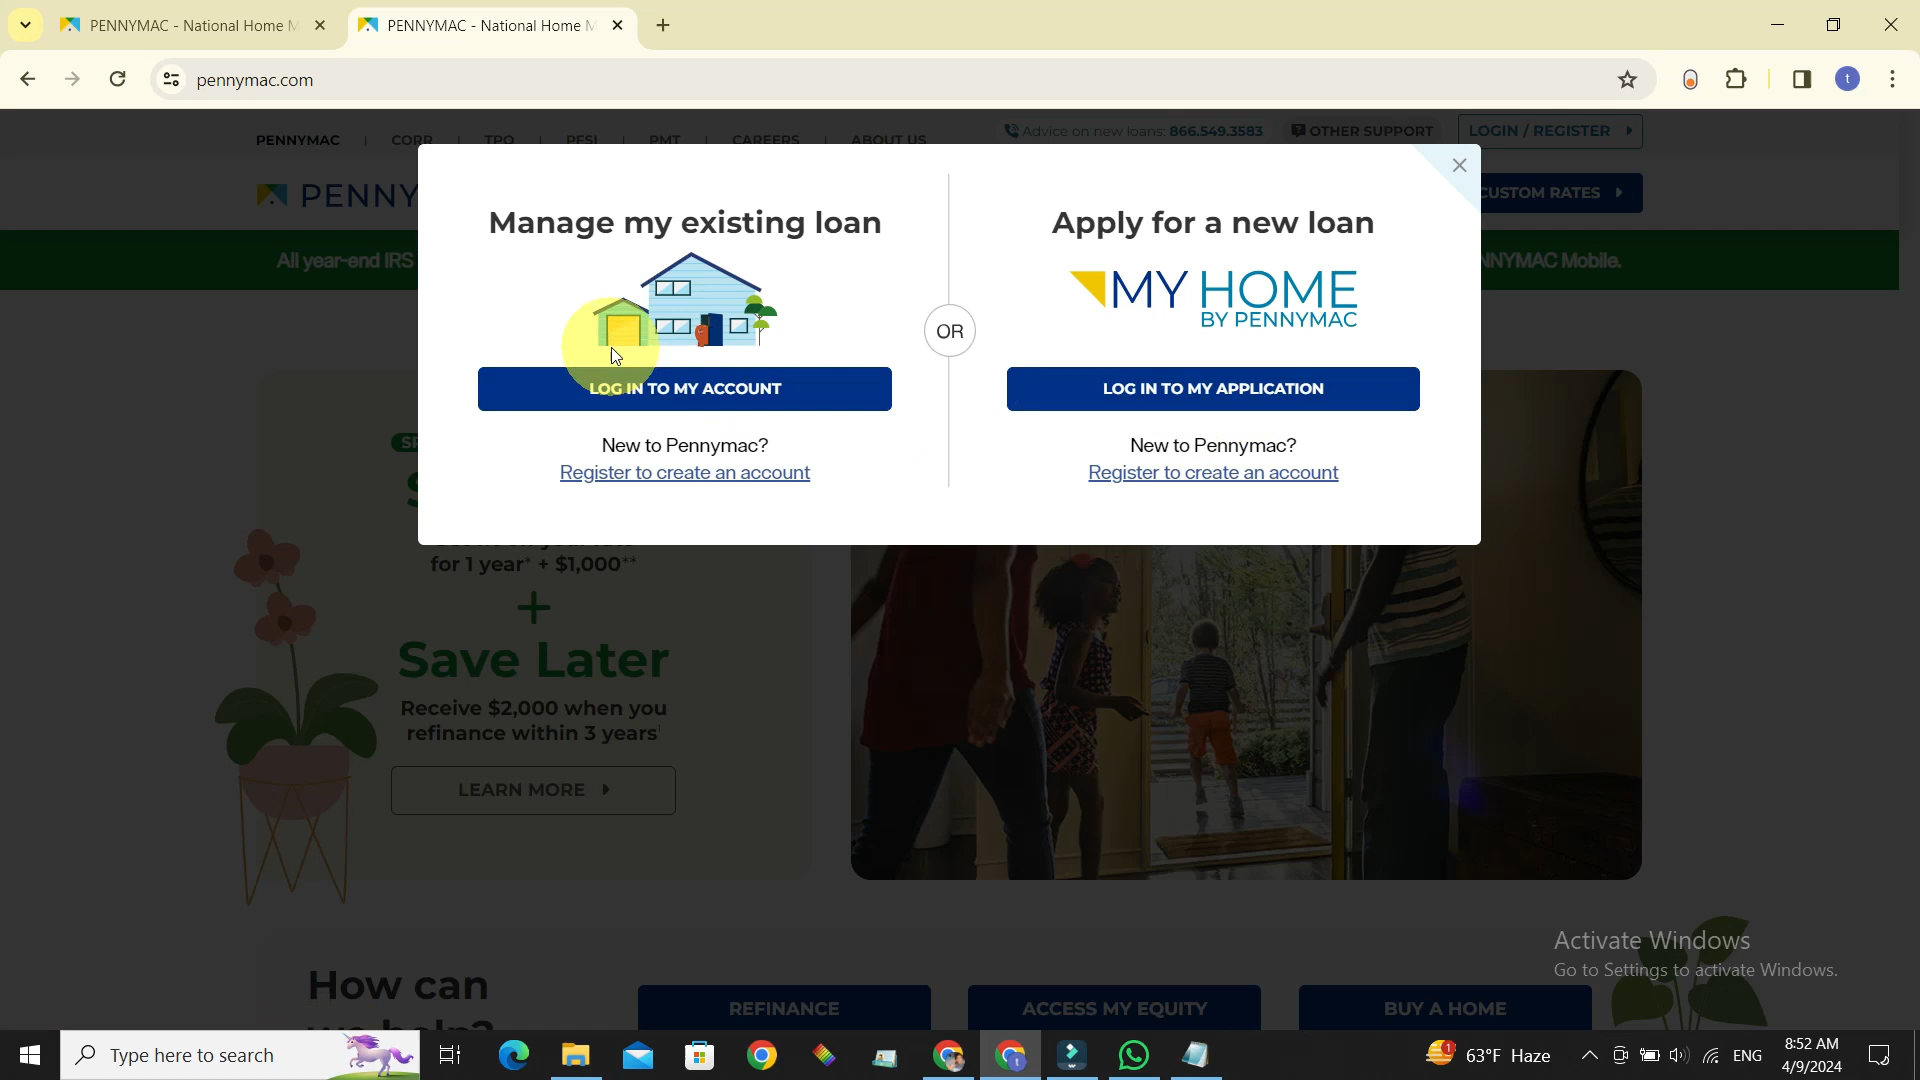 PENNYMAC - National Home M
PENNYMAC - National Home M
pennymac.com
PENNYMAC | CORR | TPO | PFSI | PMT | CAREERS | ABOUT US
Advice on new loans: 866.549.3583
OTHER SUPPORT
LOGIN / REGISTER
PENNY
CUSTOM RATES
All year-end IRS
NNYMAC Mobile.
Manage my existing loan
LOG IN TO MY ACCOUNT
New to Pennymac?
Register to create an account
OR
Apply for a new loan
MY HOME
BY PENNYMAC
LOG IN TO MY APPLICATION
New to Pennymac?
Register to create an account
for 1 year* + $1,000**
+
Save Later
Receive $2,000 when you
refinance within 3 years
LEARN MORE
How can
we help?
REFINANCE
ACCESS MY EQUITY
BUY A HOME
Activate Windows
Go to Settings to activate Windows.
Type here to search
63°F Haze
ENG
8:52 AM
4/9/2024